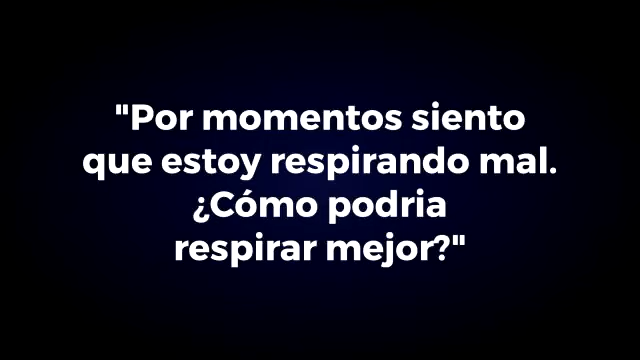 "Por momentos siento
que estoy respirando mal.
¿Cómo podria
respirar mejor?"